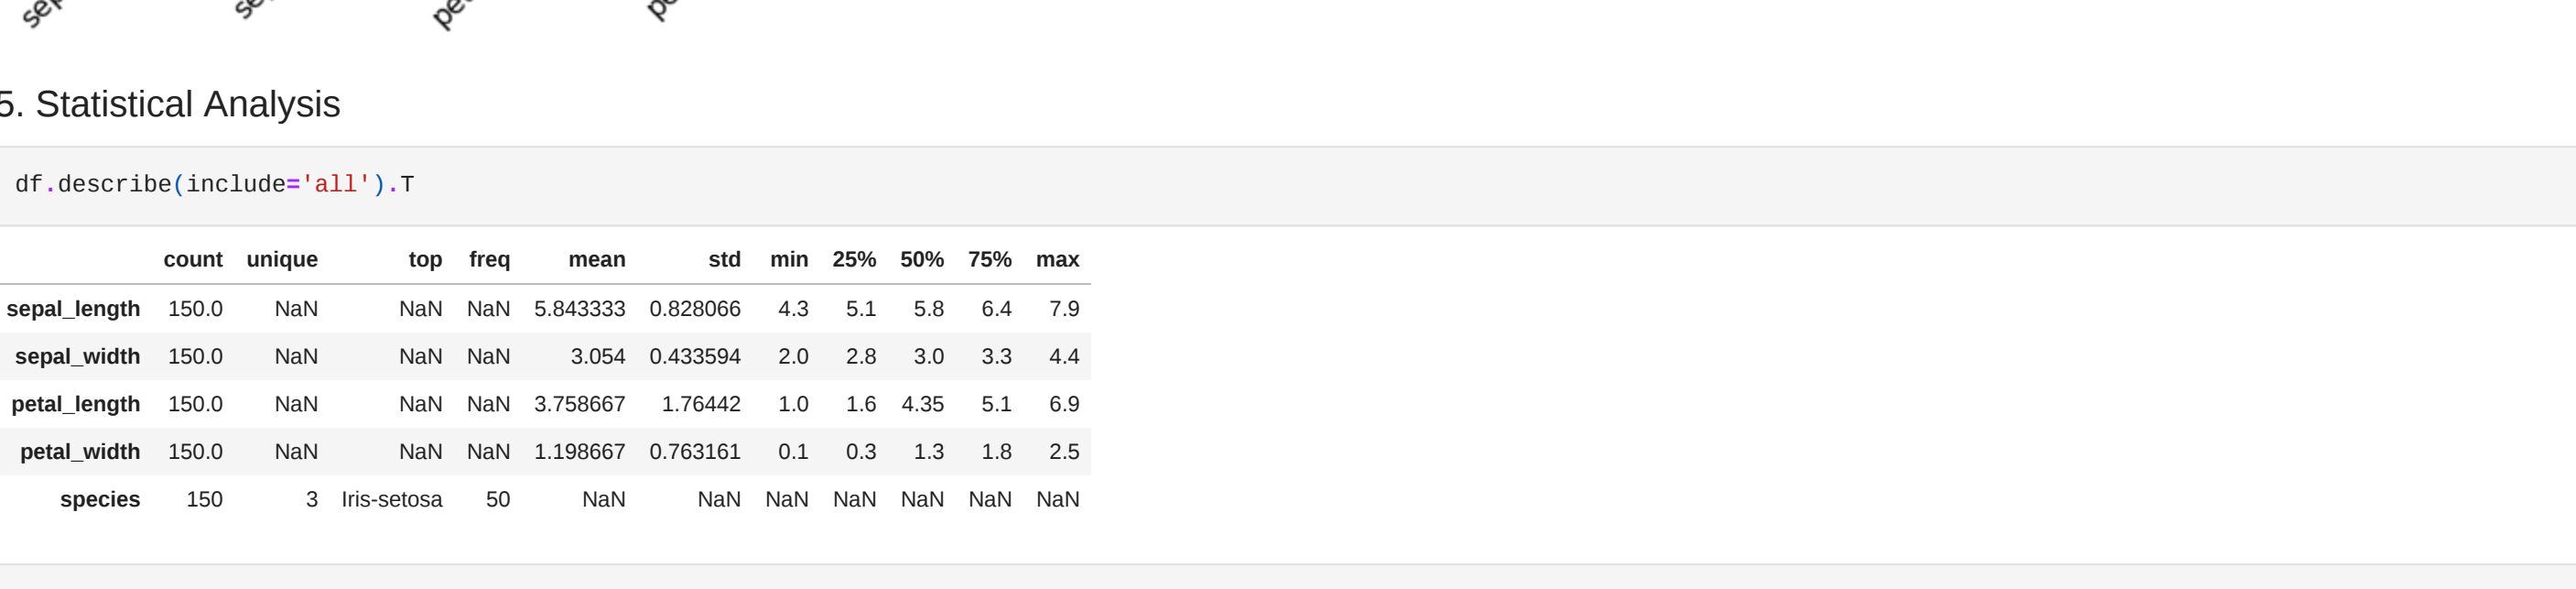 5. Statistical Analysis
df.describe(include='all').T
count unique top freq mean std min 25% 50% 75% max
sepal_length 150.0 NaN NaN NaN 5.843333 0.828066 4.3 5.1 5.8 6.4 7.9
sepal_width 150.0 NaN NaN NaN 3.054 0.433594 2.0 2.8 3.0 3.3 4.4
petal_length 150.0 NaN NaN NaN 3.758667 1.76442 1.0 1.6 4.35 5.1 6.9
petal_width 150.0 NaN NaN NaN 1.198667 0.763161 0.1 0.3 1.3 1.8 2.5
species 150 3 Iris-setosa 50 NaN NaN NaN NaN NaN NaN NaN